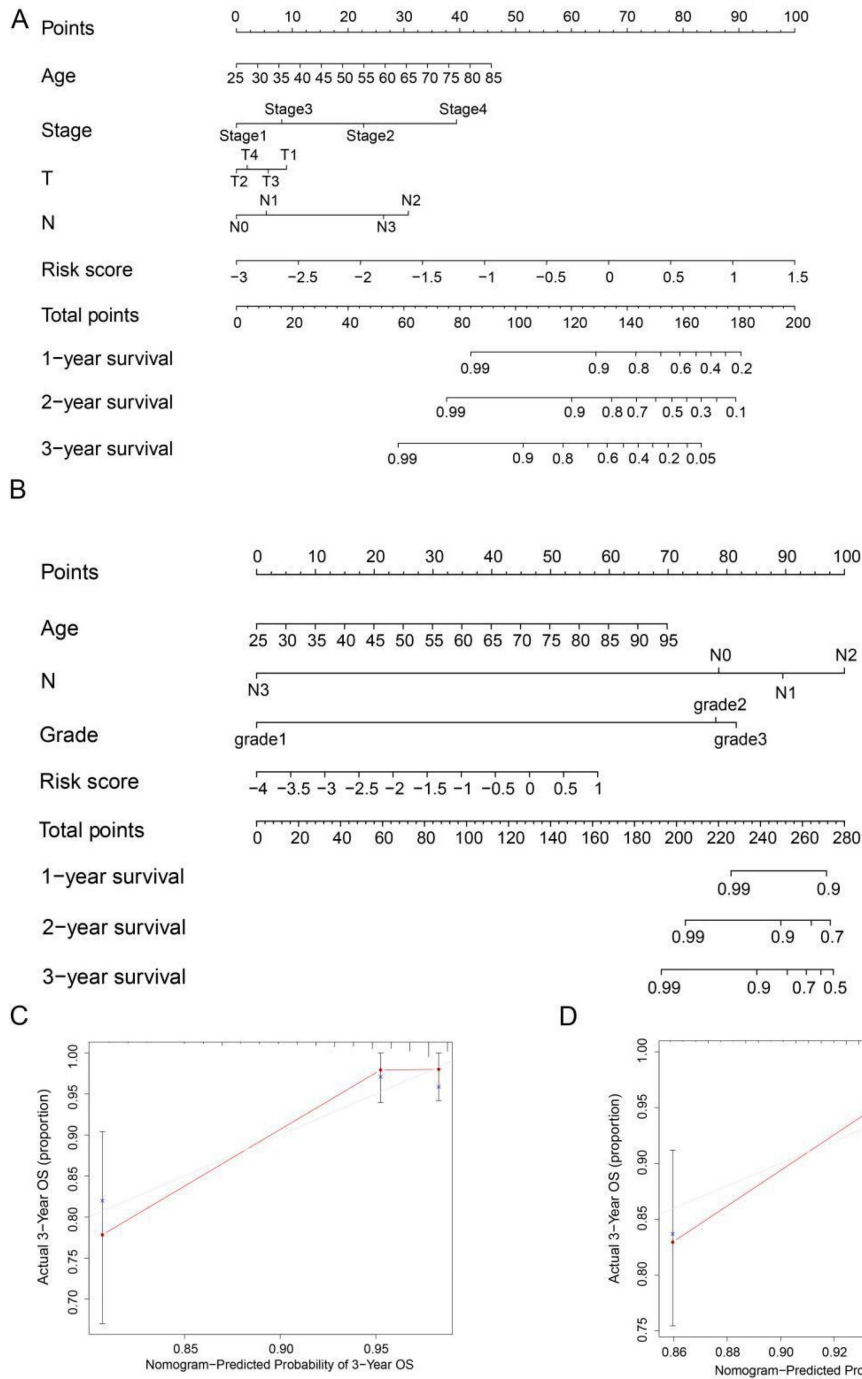 A
Points
0 10 20 30 40 50 60 70 80 90 100
Age
25 30 35 40 45 50 55 60 65 70 75 80 85
Stage3 Stage4
Stage
Stage1 Stage2
T4 T1
T
T2 T3
N1 N2
N
N0 N3
Risk score
−3 −2.5 −2 −1.5 −1 −0.5 0 0.5 1 1.5
Total points
0 20 40 60 80 100 120 140 160 180 200
1−year survival
0.99 0.9 0.8 0.6 0.4 0.2
2−year survival
0.99 0.9 0.8 0.7 0.5 0.3 0.1
3−year survival
0.99 0.9 0.8 0.6 0.4 0.2 0.05
B
Points
0 10 20 30 40 50 60 70 80 90 100
Age
25 30 35 40 45 50 55 60 65 70 75 80 85 90 95
N0 N2
N
N3 N1
grade2
Grade
grade1 grade3
Risk score
−4 −3.5 −3 −2.5 −2 −1.5 −1 −0.5 0 0.5 1
Total points
0 20 40 60 80 100 120 140 160 180 200 220 240 260 280
1−year survival
0.99 0.9
2−year survival
0.99 0.9 0.7
3−year survival
0.99 0.9 0.7 0.5
C
Actual 3−Year OS (proportion)
1.00
0.95
0.90
0.85
0.80
0.75
0.70
0.85 0.90 0.95
Nomogram−Predicted Probability of 3−Year OS
D
Actual 3−Year OS (proportion)
1.00
0.95
0.90
0.85
0.80
0.75
0.86 0.88 0.90 0.92
Nomogram−Predicted Pro